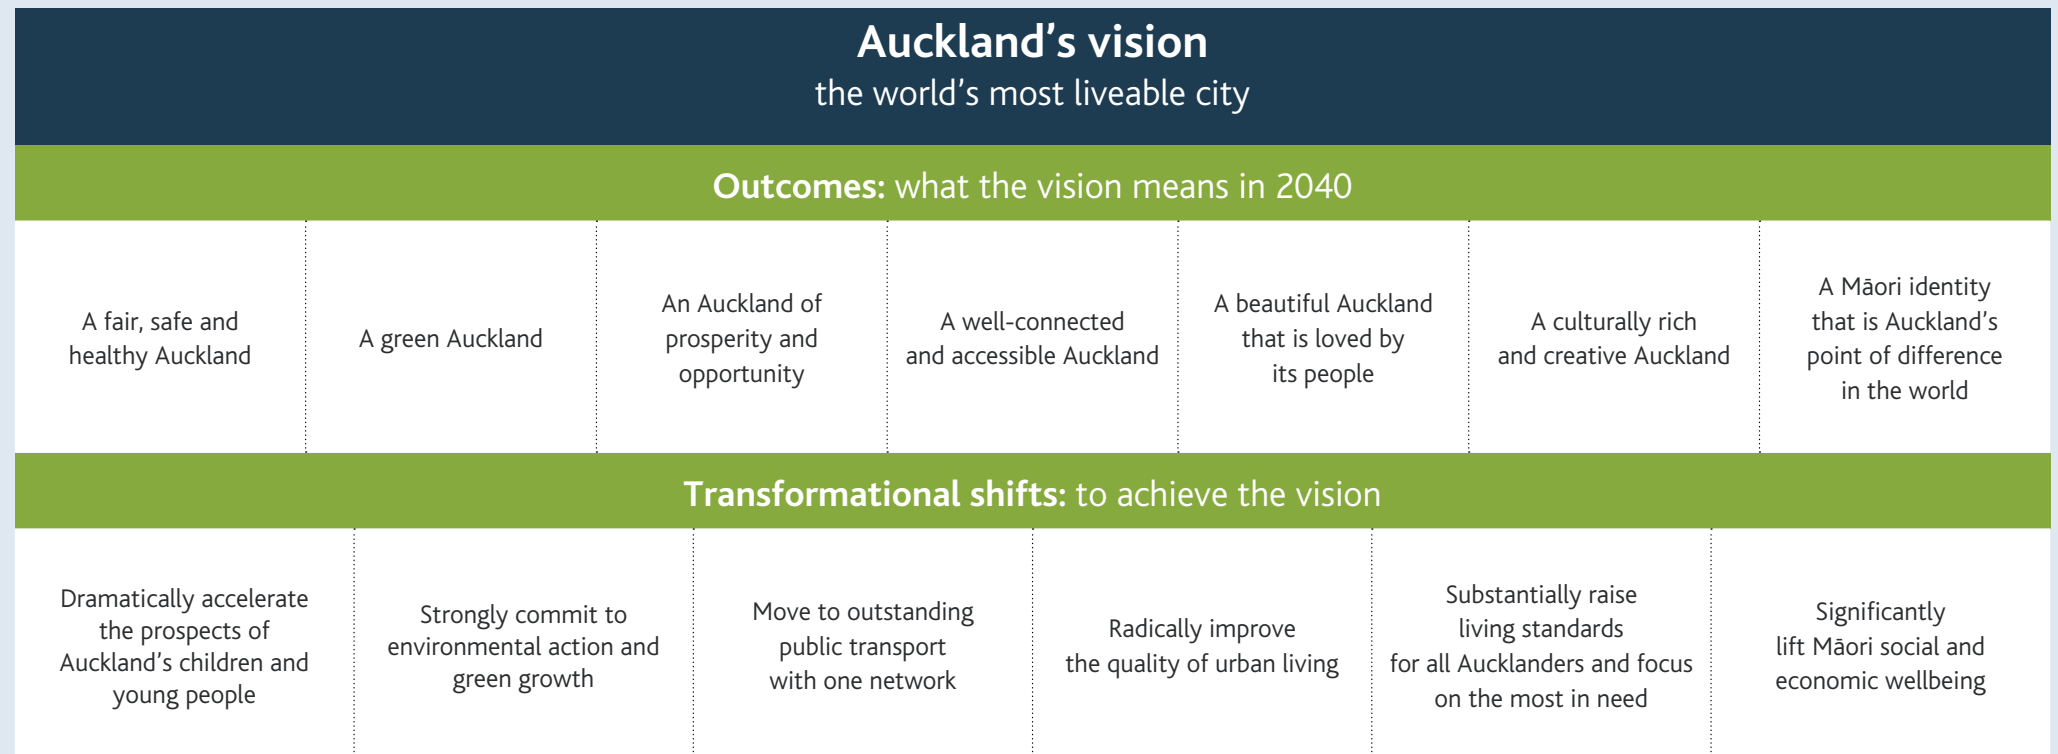 Auckland’s vision
the world’s most liveable city
Outcomes: what the vision means in 2040
A fair, safe and
healthy Auckland
A green Auckland
An Auckland of
prosperity and
opportunity
A well-connected
and accessible Auckland
A beautiful Auckland
that is loved by
its people
A culturally rich
and creative Auckland
A Māori identity
that is Auckland’s
point of difference
in the world
Transformational shifts: to achieve the vision
Dramatically accelerate
the prospects of
Auckland’s children and
young people
Strongly commit to
environmental action and
green growth
Move to outstanding
public transport
with one network
Radically improve
the quality of urban living
Substantially raise
living standards
for all Aucklanders and focus
on the most in need
Significantly
lift Māori social and
economic wellbeing